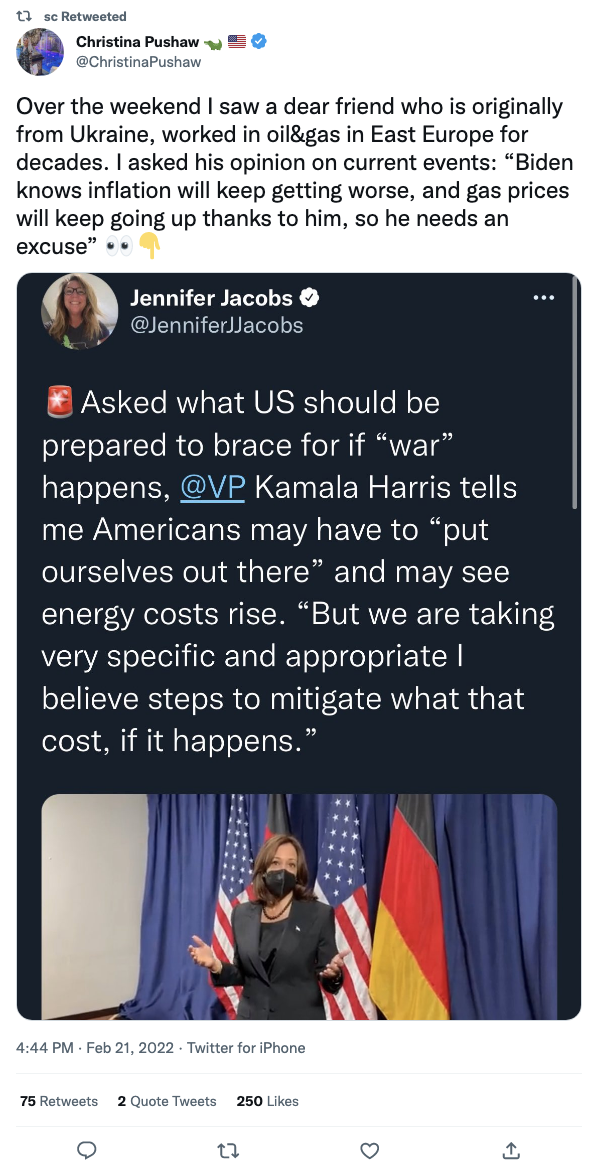 sc Retweeted
Christina Pushaw 🐊 🇺🇸
@ChristinaPushaw
Over the weekend I saw a dear friend who is originally
from Ukraine, worked in oil&gas in East Europe for
decades. I asked his opinion on current events: “Biden
knows inflation will keep getting worse, and gas prices
will keep going up thanks to him, so he needs an
excuse” 👀👇
Jennifer Jacobs
@JenniferJJacobs
🚨Asked what US should be
prepared to brace for if “war”
happens, @VP Kamala Harris tells
me Americans may have to “put
ourselves out there” and may see
energy costs rise. “But we are taking
very specific and appropriate I
believe steps to mitigate what that
cost, if it happens.”
4:44 PM · Feb 21, 2022 · Twitter for iPhone
75 Retweets 2 Quote Tweets 250 Likes